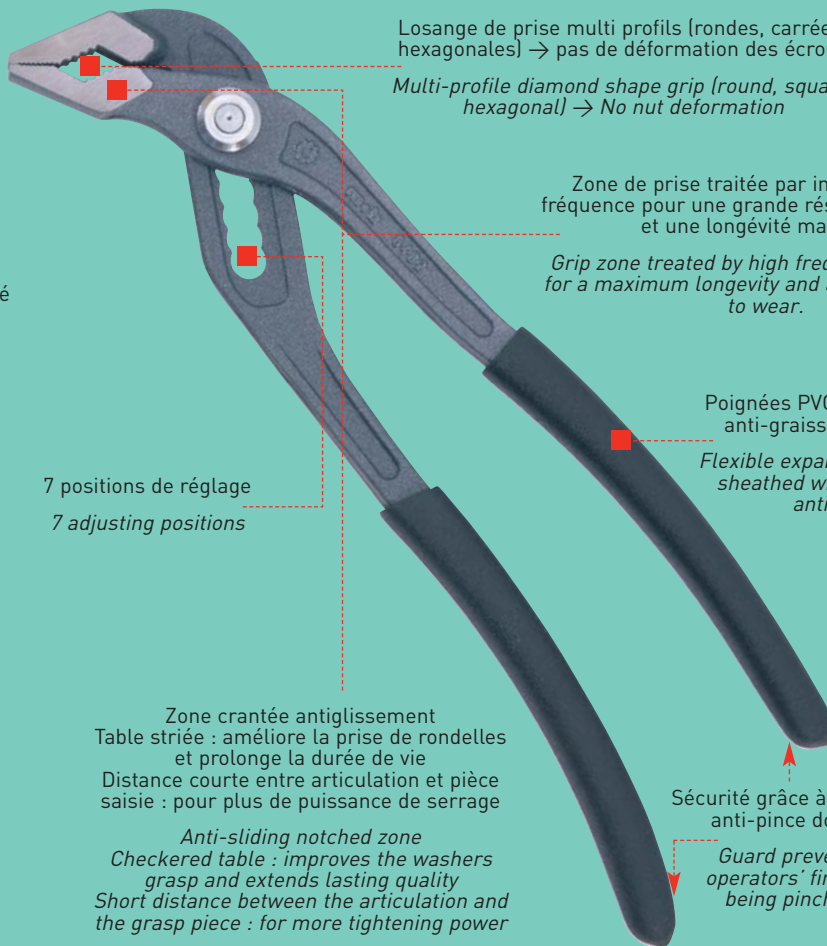 Losange de prise multi profils (rondes, carrée
hexagonales) → pas de déformation des écro
Multi-profile diamond shape grip (round, squa
hexagonal) → No nut deformation
Zone de prise traitée par in
fréquence pour une grande rés
et une longévité ma
Grip zone treated by high freq
for a maximum longevity and
to wear.
é
Poignées PVC
anti-graiss
Flexible expa
sheathed w
anti
7 positions de réglage
7 adjusting positions
Zone crantée antiglissement
Table striée : améliore la prise de rondelles
et prolonge la durée de vie
Distance courte entre articulation et pièce
saisie : pour plus de puissance de serrage
Anti-sliding notched zone
Checkered table : improves the washers
grasp and extends lasting quality
Short distance between the articulation and
the grasp piece : for more tightening power
Sécurité grâce à
anti-pince do
Guard preve
operators' fin
being pinch